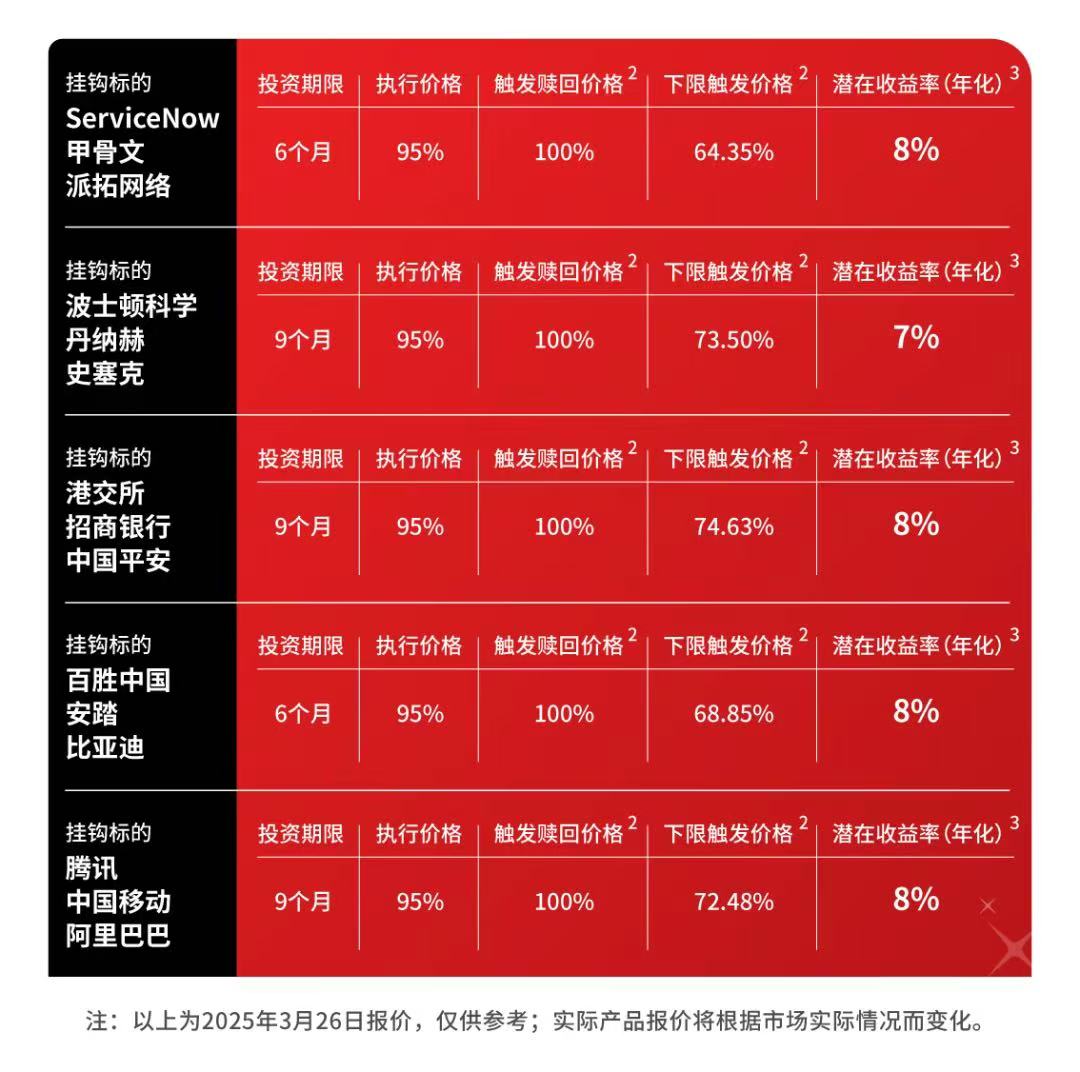 挂钩标的
ServiceNow
甲骨文
派拓网络
投资期限 执行价格 触发赎回价格2 下限触发价格2 潜在收益率(年化)3
6个月 95% 100% 64.35% 8%
挂钩标的
波士顿科学
丹纳赫
史塞克
投资期限 执行价格 触发赎回价格2 下限触发价格2 潜在收益率(年化)3
9个月 95% 100% 73.50% 7%
挂钩标的
港交所
招商银行
中国平安
投资期限 执行价格 触发赎回价格2 下限触发价格2 潜在收益率(年化)3
9个月 95% 100% 74.63% 8%
挂钩标的
百胜中国
安踏
比亚迪
投资期限 执行价格 触发赎回价格2 下限触发价格2 潜在收益率(年化)3
6个月 95% 100% 68.85% 8%
挂钩标的
腾讯
中国移动
阿里巴巴
投资期限 执行价格 触发赎回价格2 下限触发价格2 潜在收益率(年化)3
9个月 95% 100% 72.48% 8%
注：以上为2025年3月26日报价，仅供参考；实际产品报价将根据市场实际情况而变化。